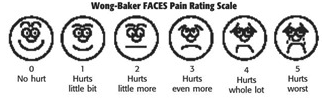 Wong-Baker FACES Pain Rating Scale
0 1 2 3 4 5
No hurt Hurts Hurts Hurts Hurts Hurts
little bit little more even more whole lot worst